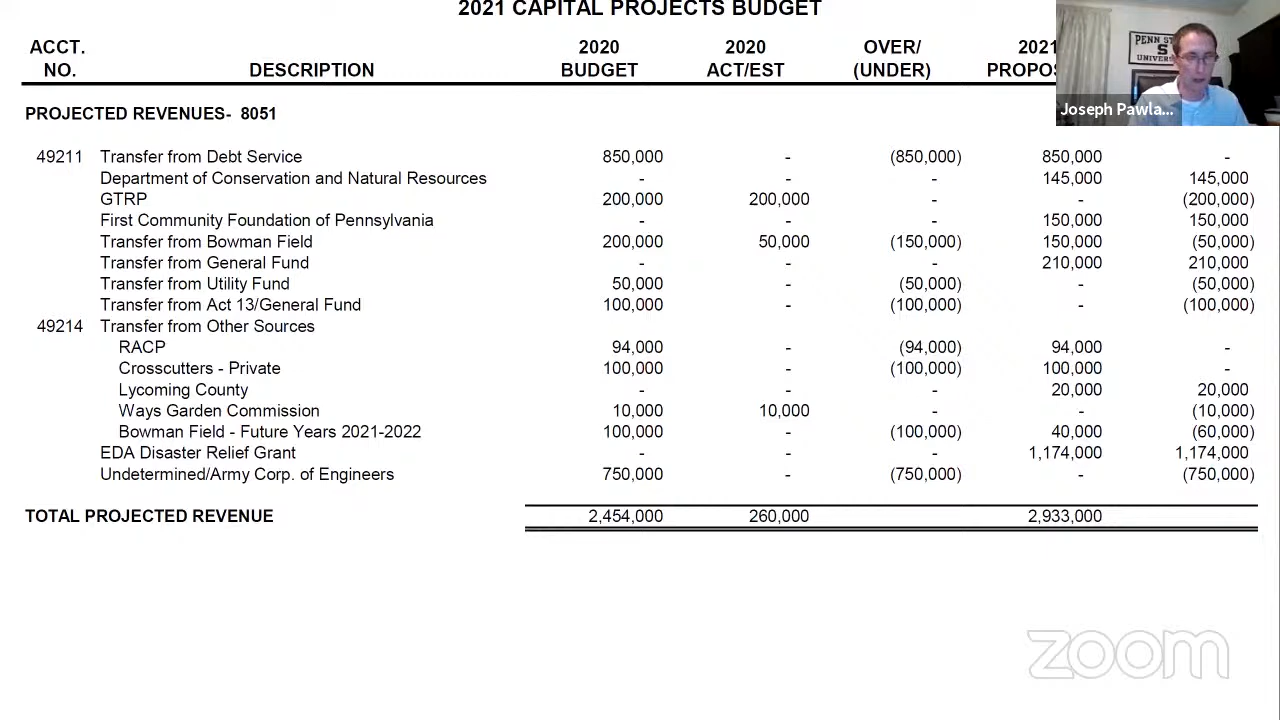 2021 CAPITAL PROJECTS BUDGET
ACCT. 2020 2020 OVER/ 2021
NO. DESCRIPTION BUDGET ACT/EST (UNDER)
PROJECTED REVENUES- 8051
49211 Transfer from Debt Service 850,000 - (850,000) 850,000 -
Department of Conservation and Natural Resources - - - 145,000 145,000
GTRP 200,000 200,000 - - (200,000)
First Community Foundation of Pennsylvania - - - 150,000 150,000
Transfer from Bowman Field 200,000 50,000 (150,000) 150,000 (50,000)
Transfer from General Fund - - - 210,000 210,000
Transfer from Utility Fund 50,000 - (50,000) - (50,000)
Transfer from Act 13/General Fund 100,000 - (100,000) - (100,000)
49214 Transfer from Other Sources
RACP 94,000 - (94,000) 94,000 -
Crosscutters - Private 100,000 - (100,000) 100,000 -
Lycoming County - - - 20,000 20,000
Ways Garden Commission 10,000 10,000 - - (10,000)
Bowman Field - Future Years 2021-2022 100,000 - (100,000) 40,000 (60,000)
EDA Disaster Relief Grant - - - 1,174,000 1,174,000
Undetermined/Army Corp. of Engineers 750,000 - (750,000) - (750,000)
TOTAL PROJECTED REVENUE 2,454,000 260,000 2,933,000
PENN
S
Joseph Pawla...
zoom